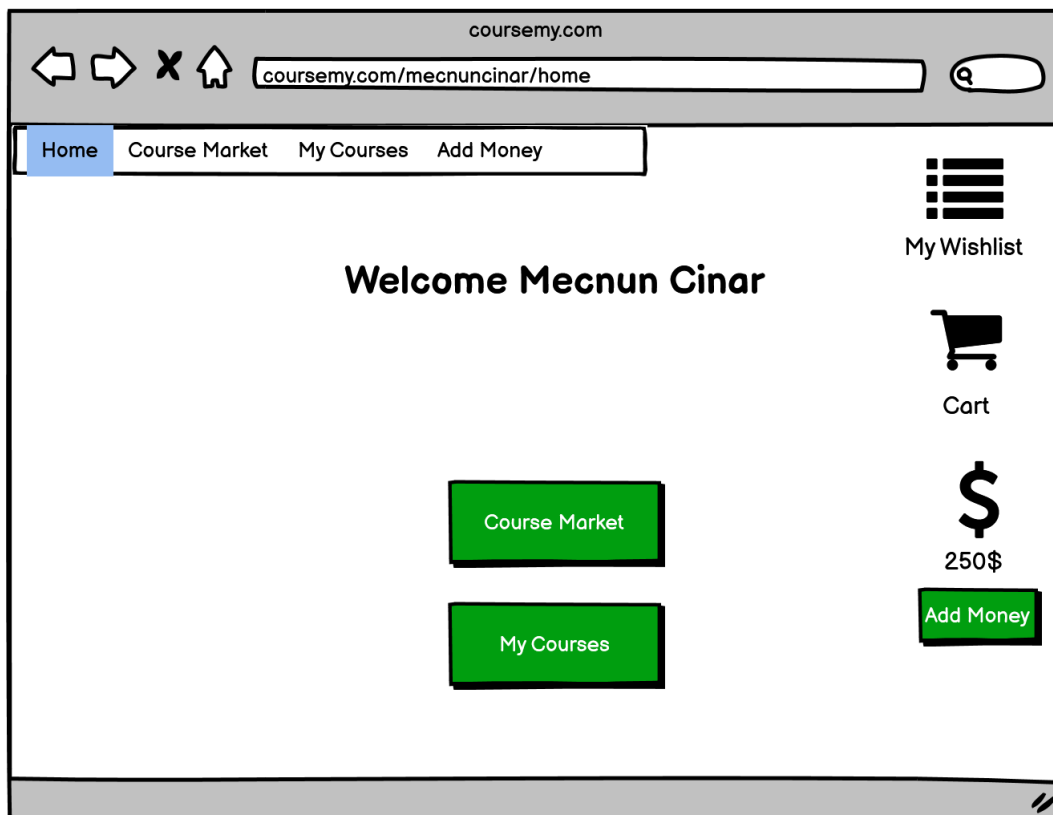 coursemy.com
coursemy.com/mecnuncinar/home
Home Course Market My Courses Add Money
My Wishlist
Welcome Mecnun Cinar
Cart
Course Market
$
250$
Add Money
My Courses